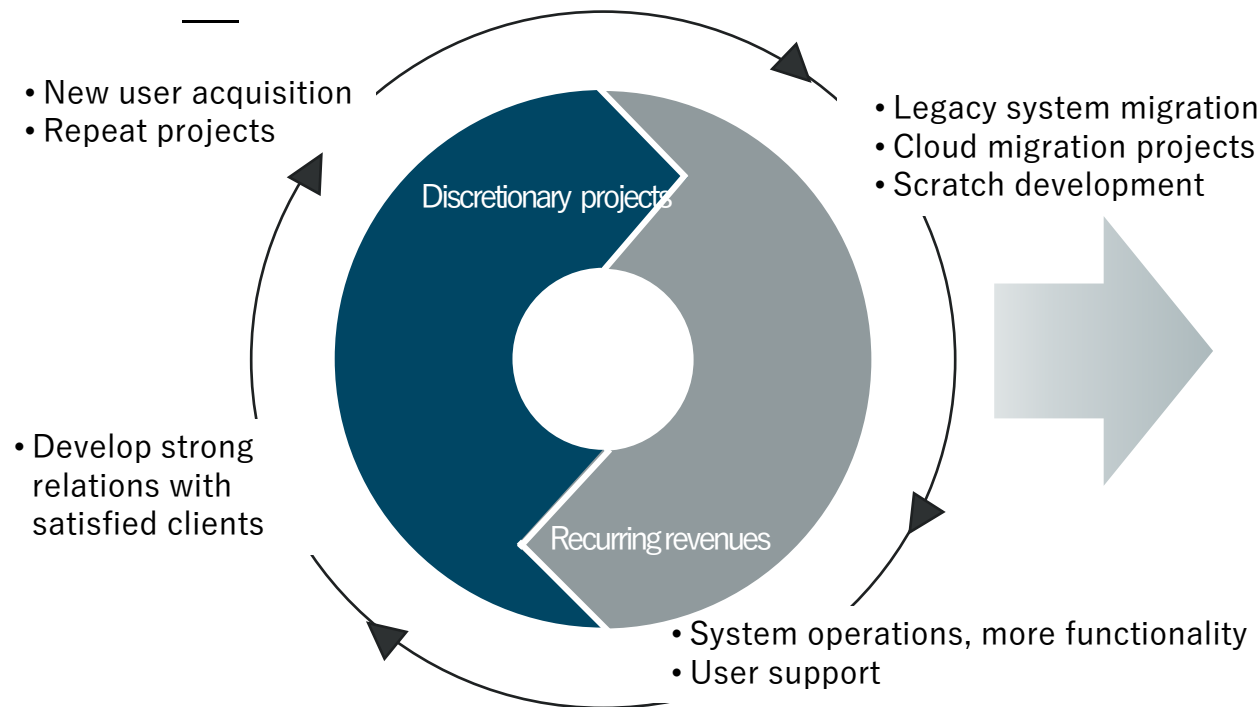 • New user acquisition
• Repeat projects
• Legacy system migration
• Cloud migration projects
• Scratch development
Discretionary projects
• Develop strong
relations with
satisfied clients
Recurring revenues
• System operations, more functionality
• User support